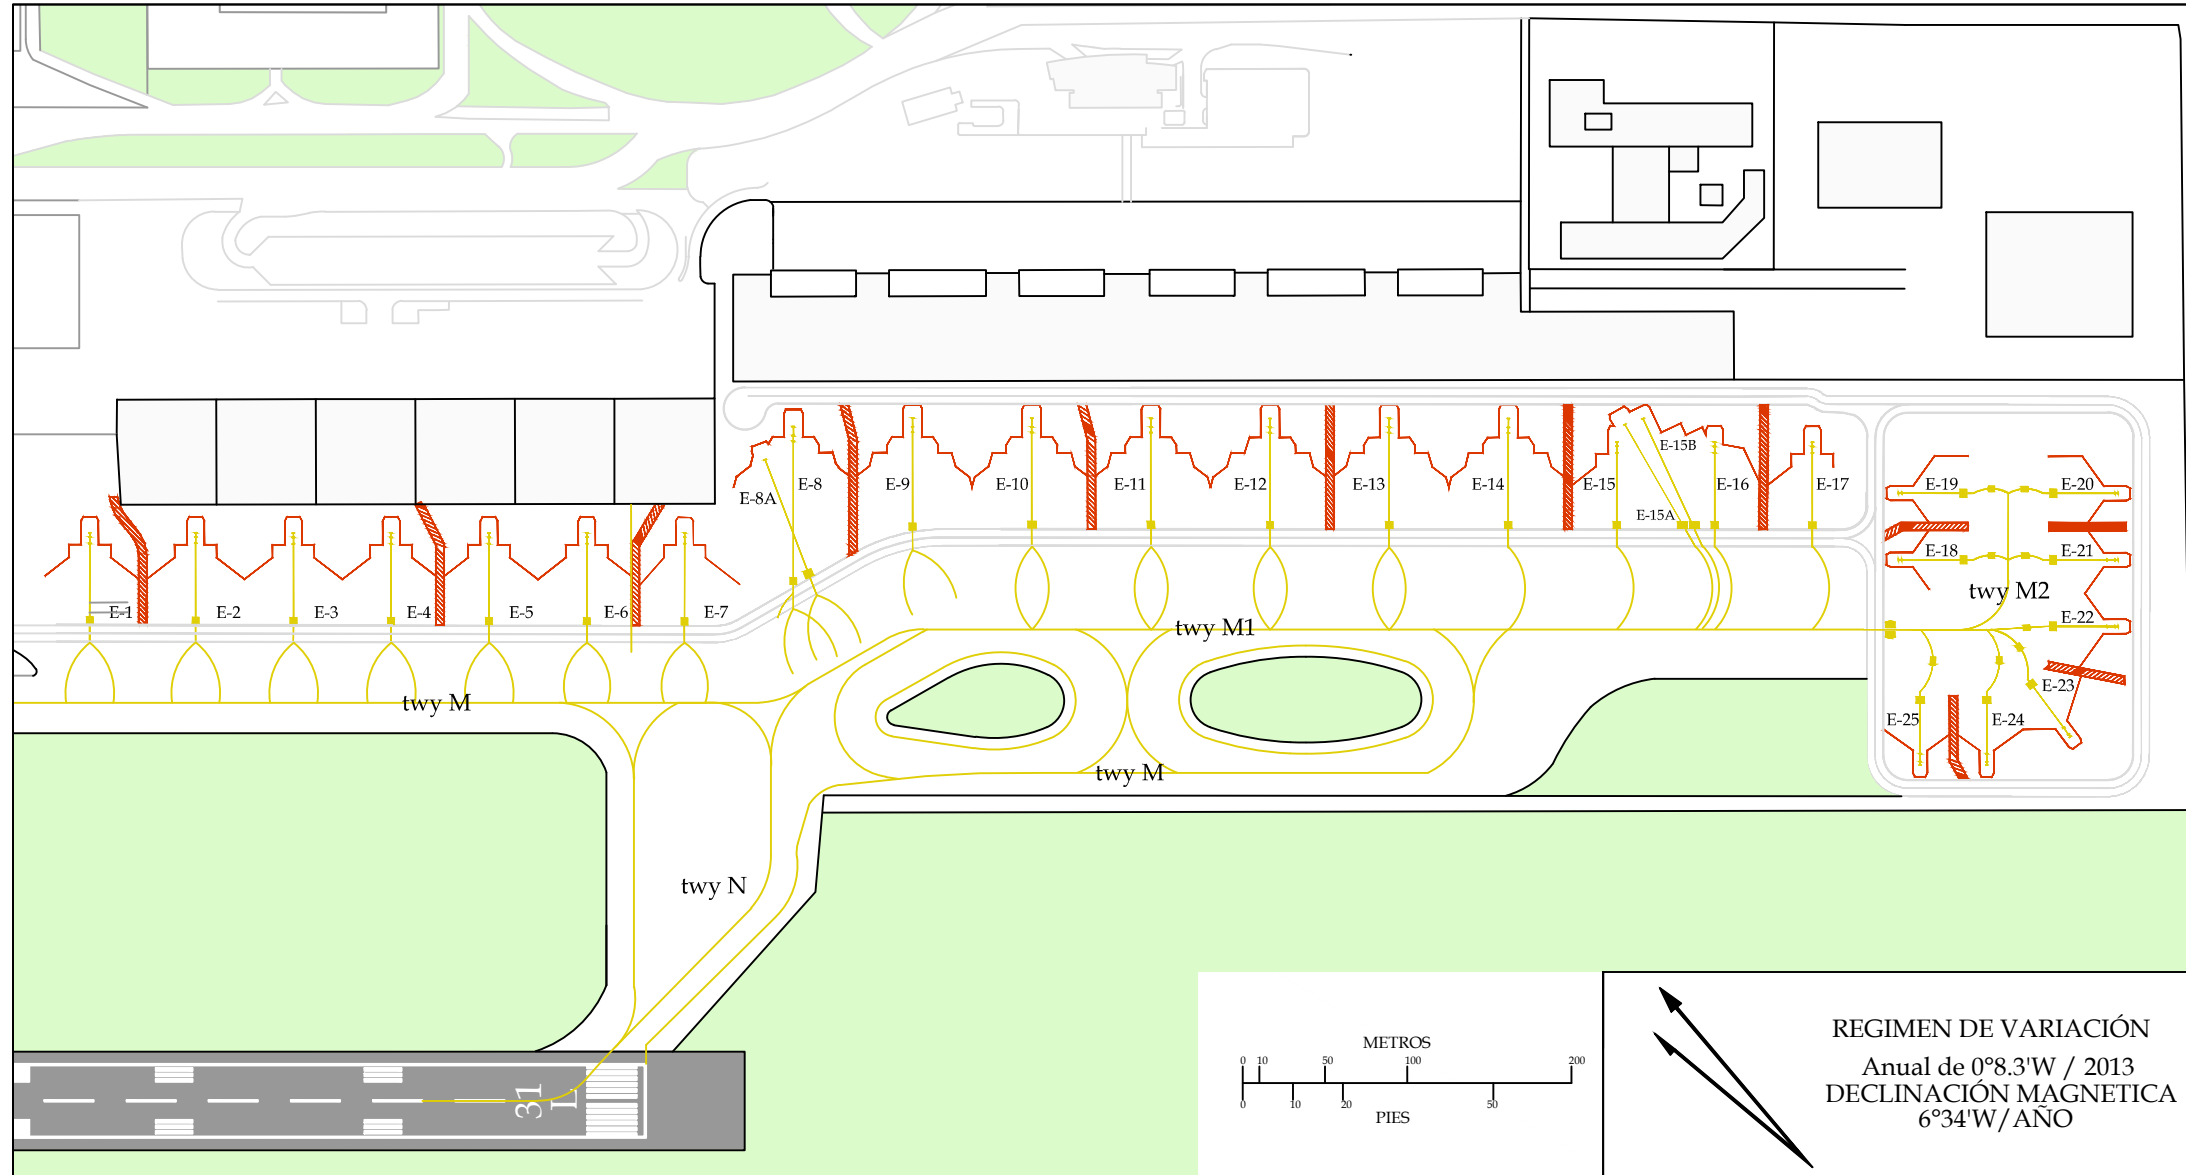 E-15B
E-8A
E-8
E-9
E-10
E-11
E-12
E-13
E-14
E-15
E-16
E-17
E-15A
E-19
E-20
E-18
E-21
twy M2
E-22
E-23
E-25
E-24
E-1
E-2
E-3
E-4
E-5
E-6
E-7
twy M1
twy M
twy M
twy N
31
L
METROS
0 10 50 100 200
0 10 20 50
PIES
REGIMEN DE VARIACIÓN
Anual de 0°8.3'W / 2013
DECLINACIÓN MAGNETICA
6°34'W/AÑO